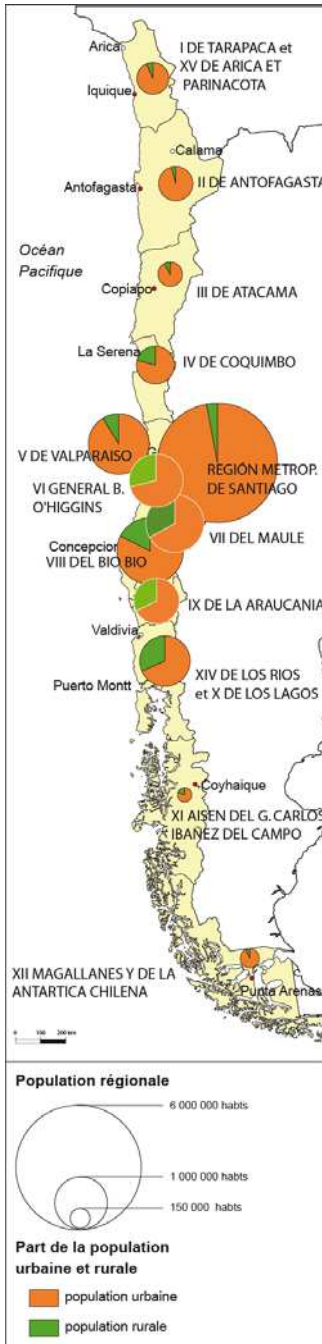 Arica
I DE TARAPACA et
XV DE ARICA ET
PARINACOTA
Iquique
Calama
Antofagasta
II DE ANTOFAGASTA
Océan
Pacifique
Copiapo
III DE ATACAMA
La Serena
IV DE COQUIMBO
V DE VALPARAISO
REGIÓN METROP.
DE SANTIAGO
VI GENERAL B.
O'HIGGINS
VII DEL MAULE
Concepcion
VIII DEL BIO BIO
IX DE LA ARAUCANIA
Valdivia
XIV DE LOS RIOS
et X DE LOS LAGOS
Puerto Montt
Coyhaique
XI AISEN DEL G. CARLOS
IBAÑEZ DEL CAMPO
XII MAGALLANES Y DE LA
ANTARTICA CHILENA
Punta Arenas
0 100 200 km
Population régionale
6 000 000 habts
1 000 000 habts
150 000 habts
Part de la population
urbaine et rurale
population urbaine
population rurale